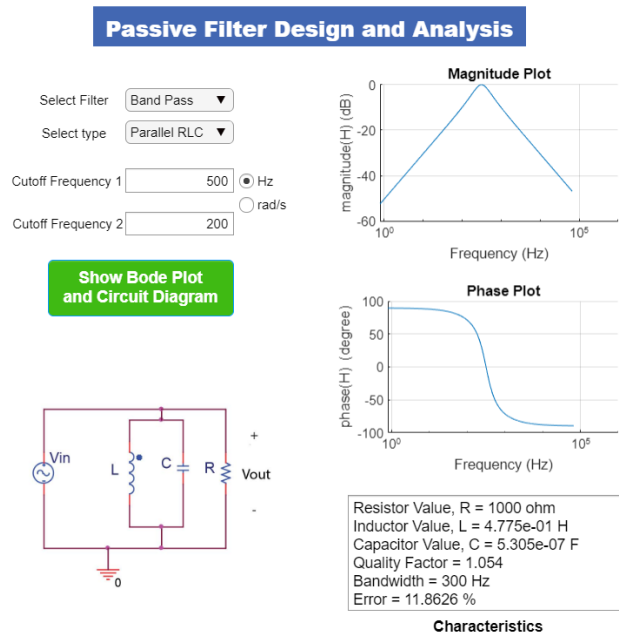 Passive Filter Design and Analysis
Select Filter
Band Pass
Select type
Parallel RLC
Cutoff Frequency 1
500
Hz
rad/s
Cutoff Frequency 2
200
Show Bode Plot
and Circuit Diagram
Magnitude Plot
magnitude(H) (dB)
0
-20
-40
-60
10⁰
10⁵
Frequency (Hz)
Phase Plot
phase(H) (degree)
100
50
0
-50
-100
10⁰
10⁵
Frequency (Hz)
Vin
L
C
R
+
Vout
-
0
Resistor Value, R = 1000 ohm
Inductor Value, L = 4.775e-01 H
Capacitor Value, C = 5.305e-07 F
Quality Factor = 1.054
Bandwidth = 300 Hz
Error = 11.8626 %
Characteristics